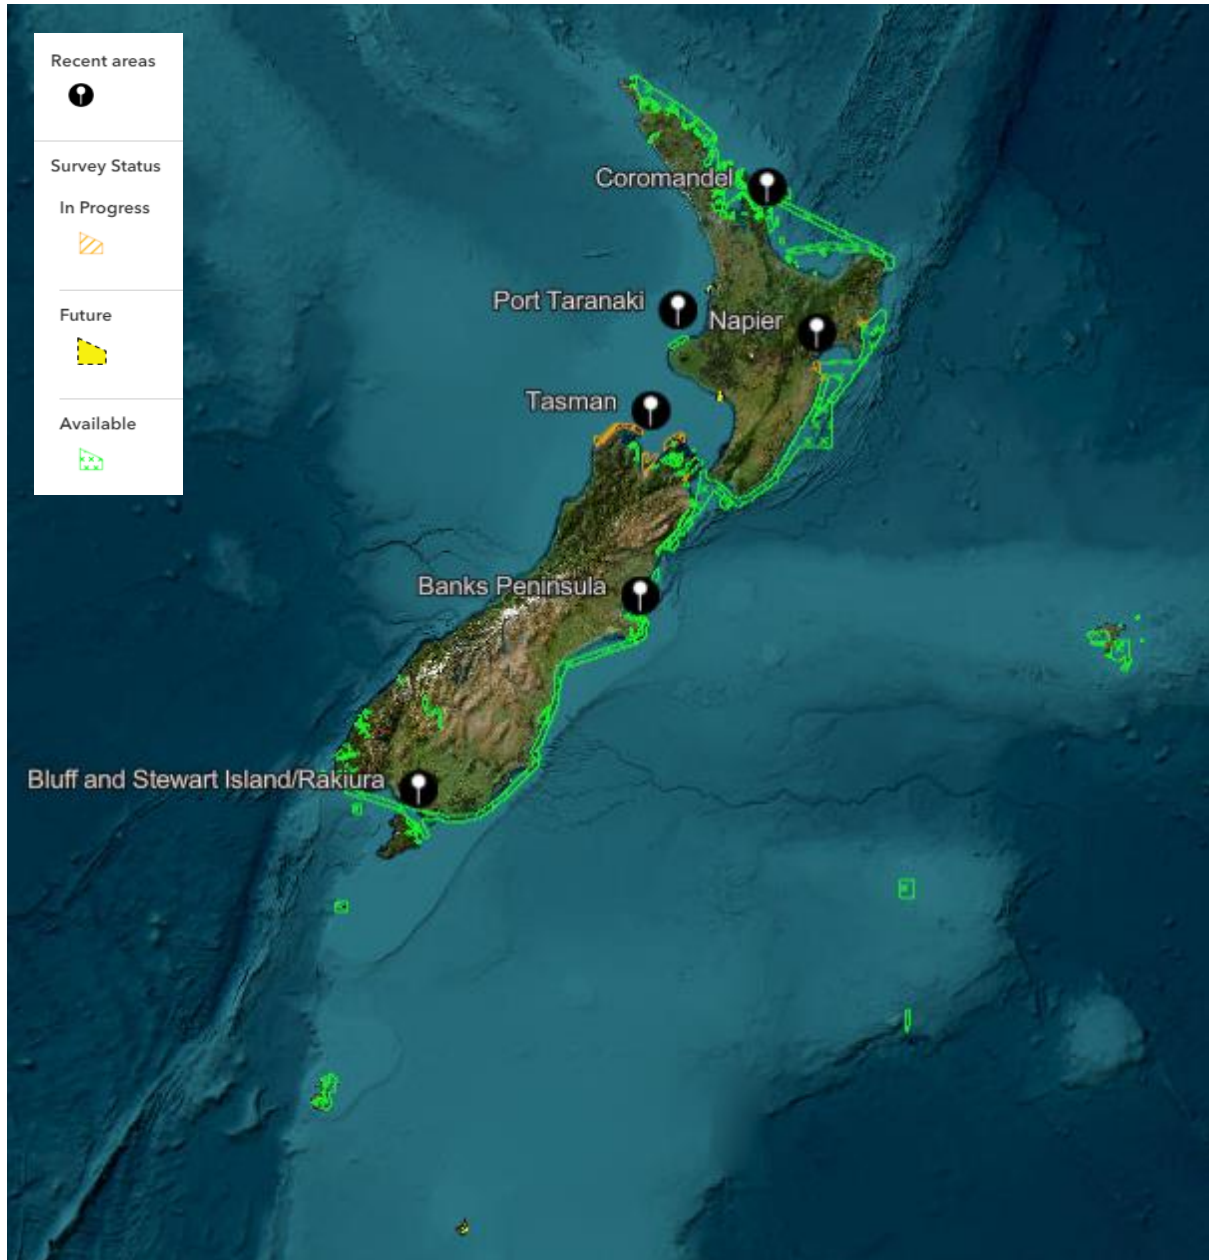 Recent areas
Survey Status
In Progress
Future
Available
Coromandel
Port Taranaki
Napier
Tasman
Banks Peninsula
Bluff and Stewart Island/Rakiura